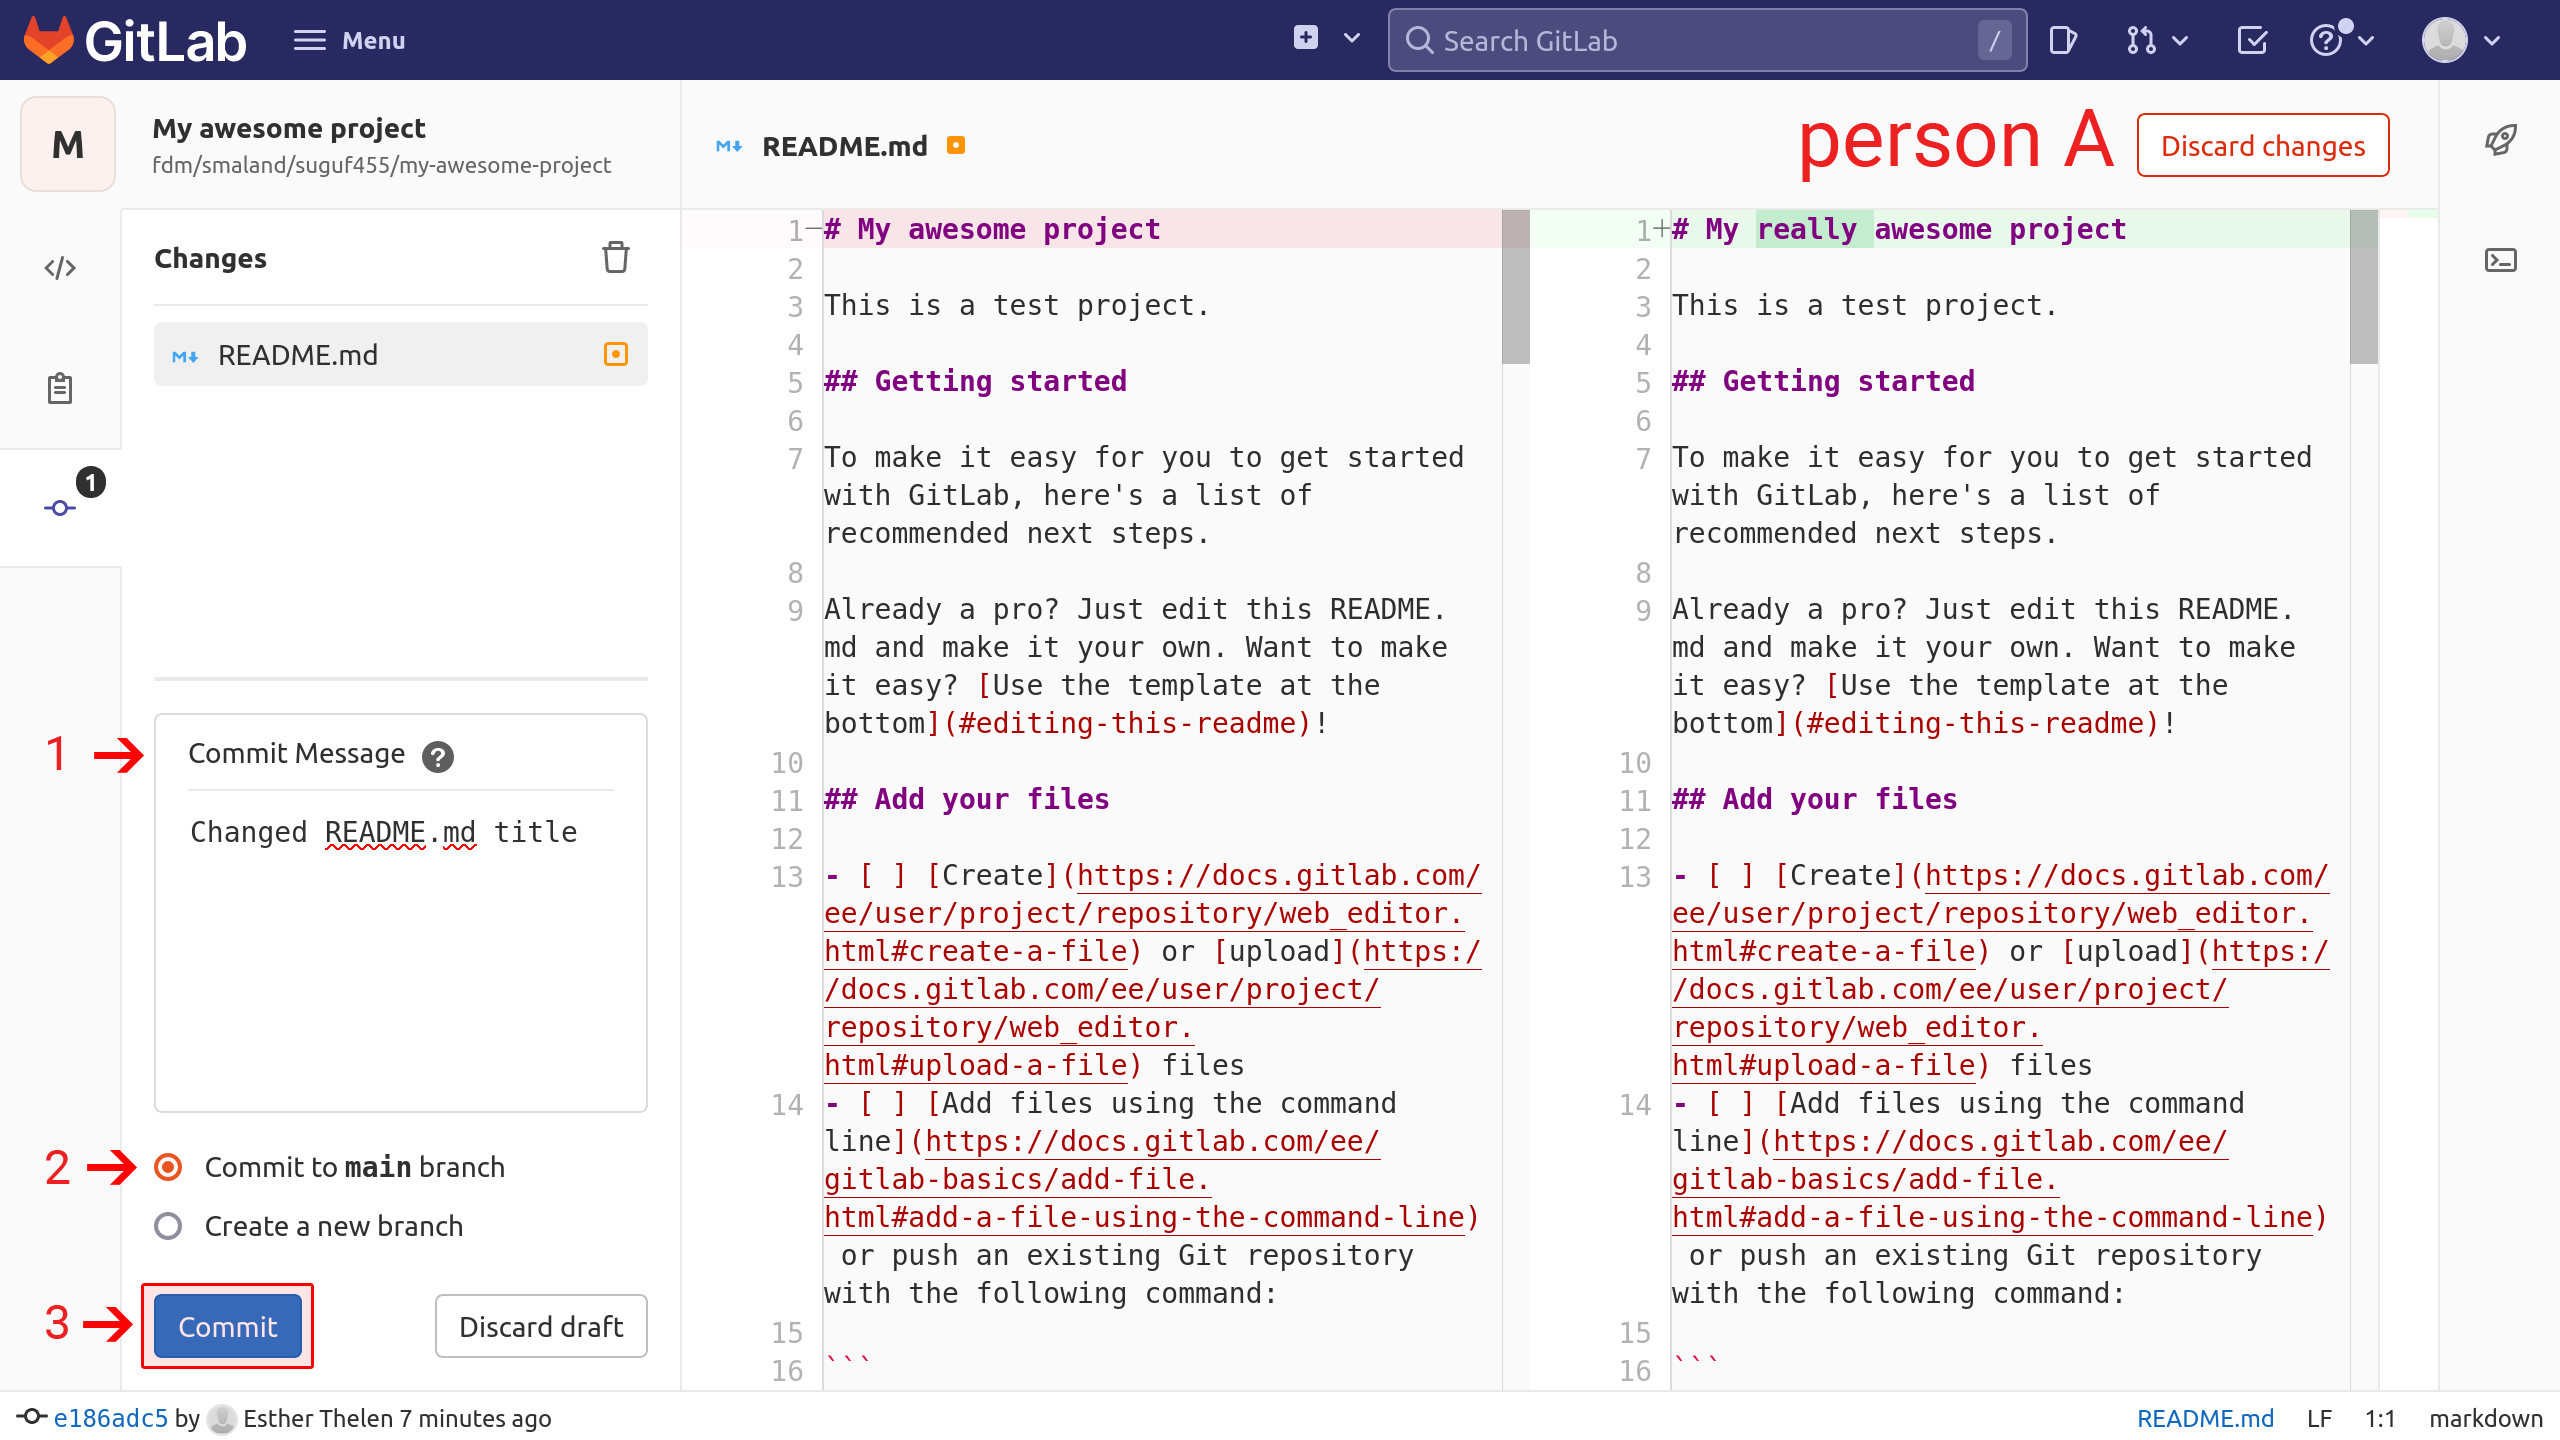 GitLab Menu Search GitLab /
M
My awesome project
fdm/smaland/suguf455/my-awesome-project
README.md
person A
Discard changes
Changes
README.md
1
1
Commit Message ?
Changed README.md title
2
Commit to main branch
Create a new branch
3
Commit
Discard draft
1 # My awesome project
2
3 This is a test project.
4
5 ## Getting started
6
7 To make it easy for you to get started
with GitLab, here's a list of
recommended next steps.
8
9 Already a pro? Just edit this README.
md and make it your own. Want to make
it easy? [Use the template at the
bottom](#editing-this-readme)!
10
11 ## Add your files
12
13 - [ ] [Create](https://docs.gitlab.com/
ee/user/project/repository/web_editor.
html#create-a-file) or [upload](https:/
/docs.gitlab.com/ee/user/project/
repository/web_editor.
html#upload-a-file) files
14 - [ ] [Add files using the command
line](https://docs.gitlab.com/ee/
gitlab-basics/add-file.
html#add-a-file-using-the-command-line)
or push an existing Git repository
with the following command:
15
16 ```
1 # My really awesome project
2
3 This is a test project.
4
5 ## Getting started
6
7 To make it easy for you to get started
with GitLab, here's a list of
recommended next steps.
8
9 Already a pro? Just edit this README.
md and make it your own. Want to make
it easy? [Use the template at the
bottom](#editing-this-readme)!
10
11 ## Add your files
12
13 - [ ] [Create](https://docs.gitlab.com/
ee/user/project/repository/web_editor.
html#create-a-file) or [upload](https:/
/docs.gitlab.com/ee/user/project/
repository/web_editor.
html#upload-a-file) files
14 - [ ] [Add files using the command
line](https://docs.gitlab.com/ee/
gitlab-basics/add-file.
html#add-a-file-using-the-command-line)
or push an existing Git repository
with the following command:
15
16 ```
e186adc5 by Esther Thelen 7 minutes ago
README.md LF 1:1 markdown